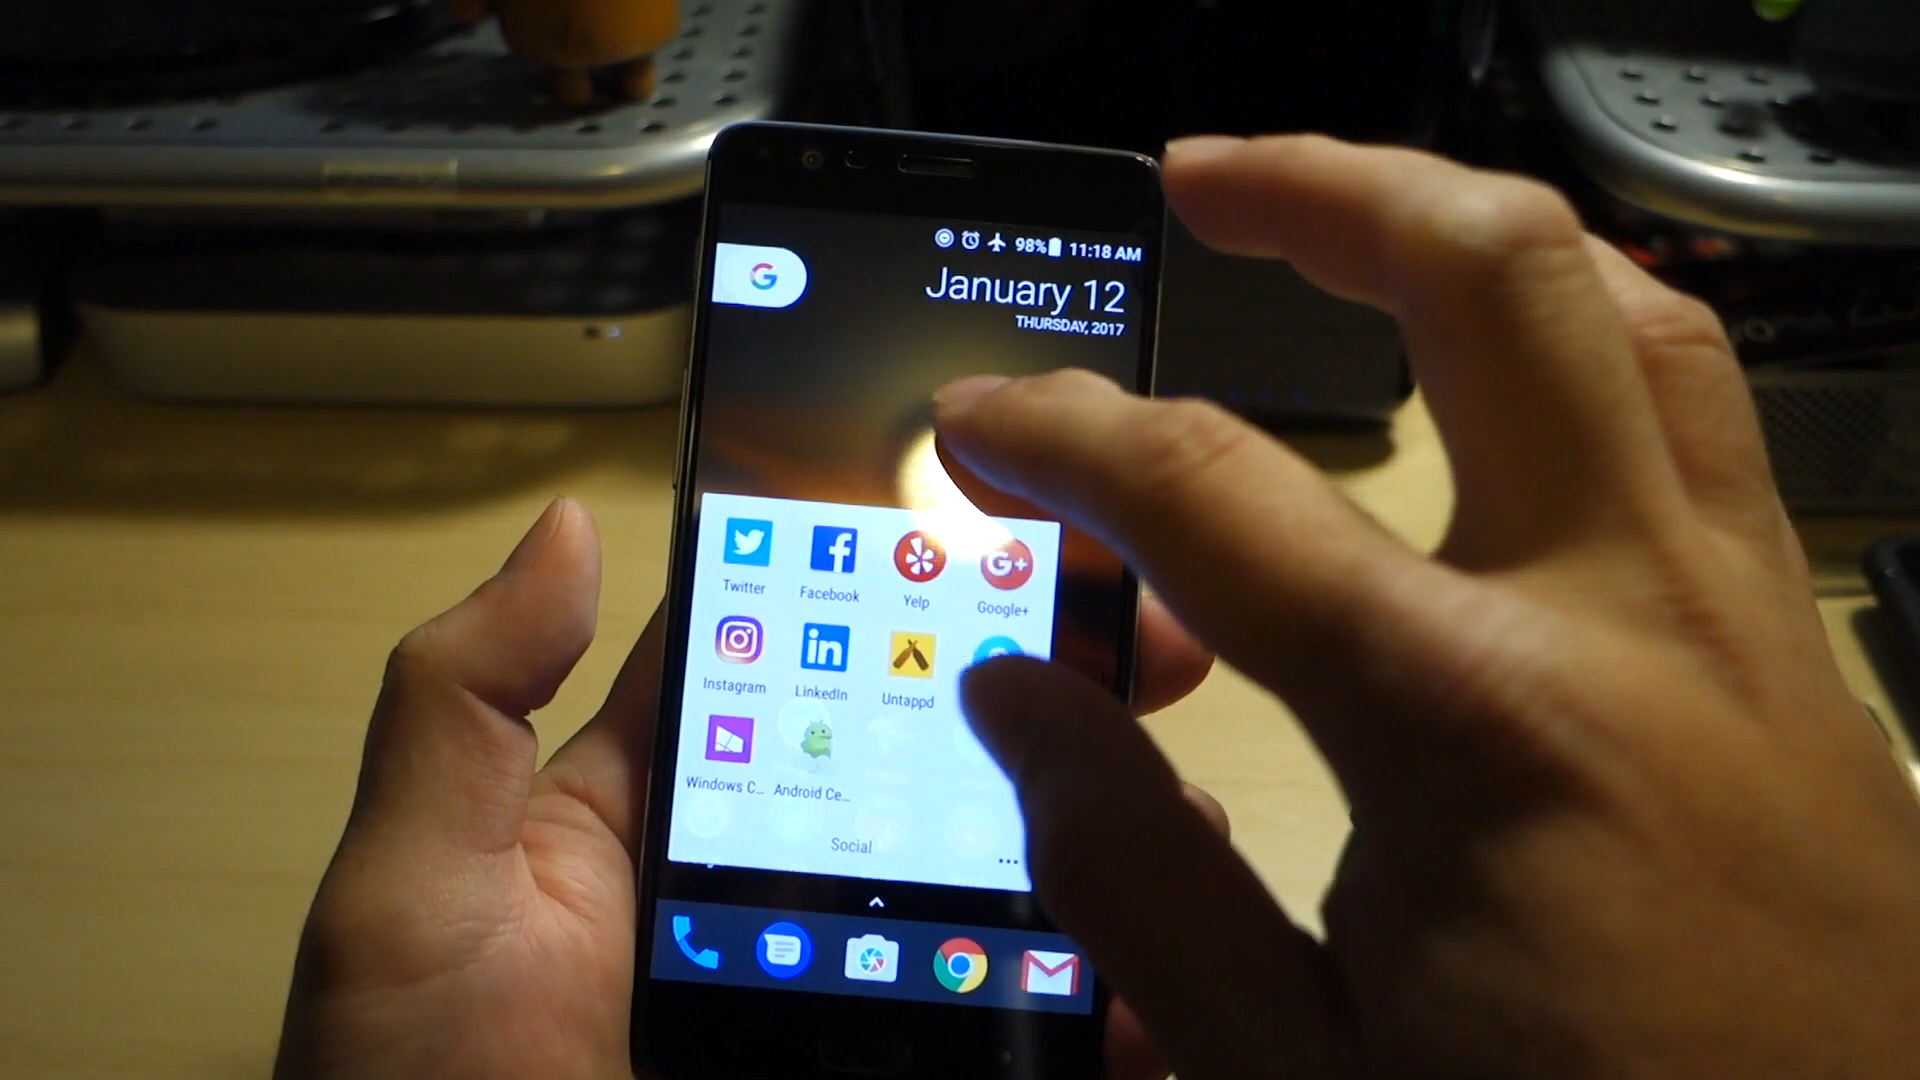 98% 11:18 AM
January 12
THURSDAY, 2017
Twitter Facebook Yelp Google+
Instagram LinkedIn Untappd
Windows C... Android Ce...
Social